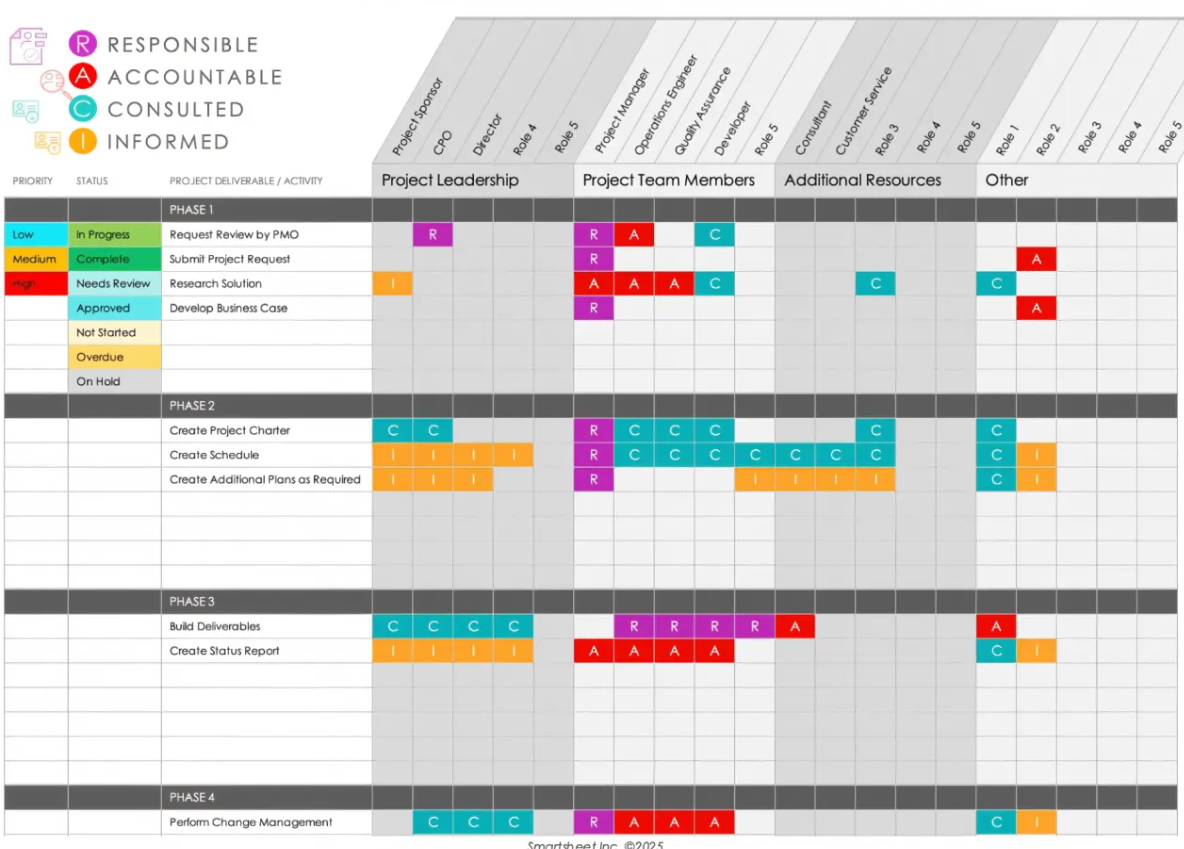 R RESPONSIBLE
A ACCOUNTABLE
C CONSULTED
I INFORMED
Project Sponsor
CPO
Director
Role 4
Role 5
Project Manager
Operations Engineer
Quality Assurance
Developer
Role 5
Consultant
Customer Service
Role 3
Role 4
Role 5
Role 1
Role 2
Role 3
Role 4
Role 5
PRIORITY STATUS PROJECT DELIVERABLE / ACTIVITY Project Leadership Project Team Members Additional Resources Other
PHASE 1
Low In Progress Request Review by PMO R R A C
Medium Complete Submit Project Request R A
High Needs Review Research Solution I A A A C C C
Approved Develop Business Case R A
Not Started
Overdue
On Hold
PHASE 2
Create Project Charter C C R C C C C C
Create Schedule I I I I R C C C C C C C C I
Create Additional Plans as Required I I I R I I I I C I
PHASE 3
Build Deliverables C C C C R R R R A A
Create Status Report I I I I A A A A C I
PHASE 4
Perform Change Management C C C R A A A C I
Smartsheet Inc. ©2025